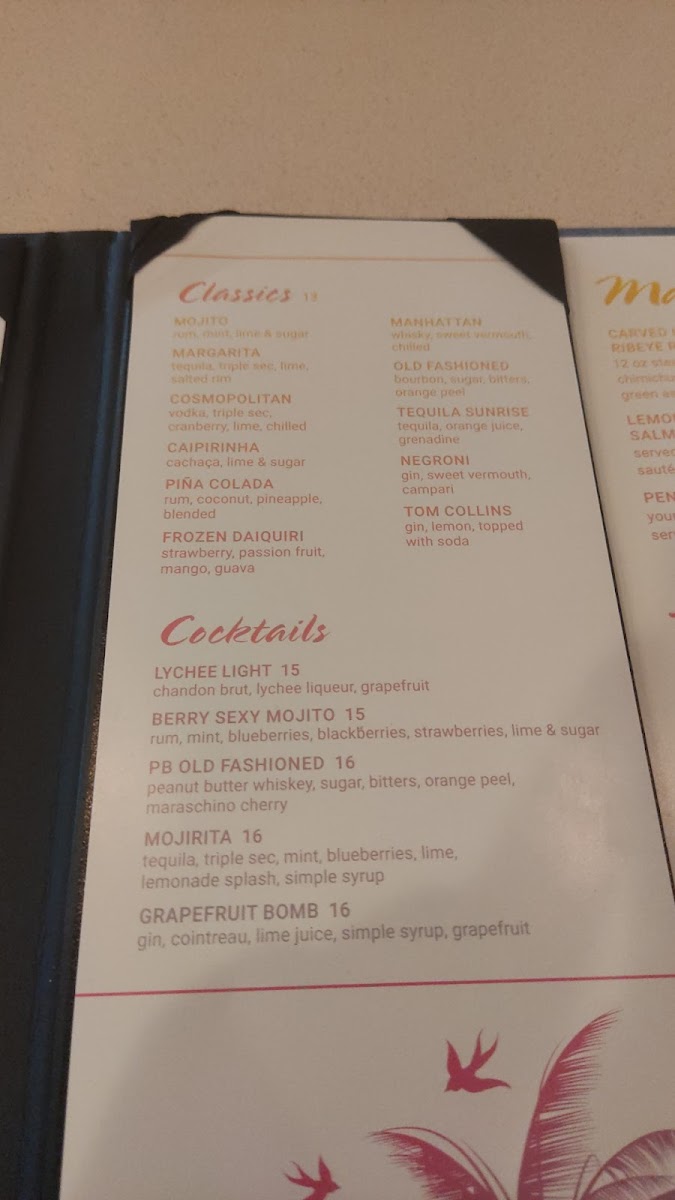 Classics 13
MOJITO
rum, mint, lime & sugar
MARGARITA
tequila, triple sec, lime,
salted rim
COSMOPOLITAN
vodka, triple sec,
cranberry, lime, chilled
CAIPIRINHA
cachaça, lime & sugar
PIÑA COLADA
rum, coconut, pineapple,
blended
FROZEN DAIQUIRI
strawberry, passion fruit,
mango, guava
MANHATTAN
whisky, sweet vermouth,
chilled
OLD FASHIONED
bourbon, sugar, bitters,
orange peel
TEQUILA SUNRISE
tequila, orange juice,
grenadine
NEGRONI
gin, sweet vermouth,
campari
TOM COLLINS
gin, lemon, topped
with soda
Cocktails
LYCHEE LIGHT 15
chandon brut, lychee liqueur, grapefruit
BERRY SEXY MOJITO 15
rum, mint, blueberries, blackberries, strawberries, lime & sugar
PB OLD FASHIONED 16
peanut butter whiskey, sugar, bitters, orange peel,
maraschino cherry
MOJIRITA 16
tequila, triple sec, mint, blueberries, lime,
lemonade splash, simple syrup
GRAPEFRUIT BOMB 16
gin, cointreau, lime juice, simple syrup, grapefruit
CARVED
RIBEYE
12 oz
green